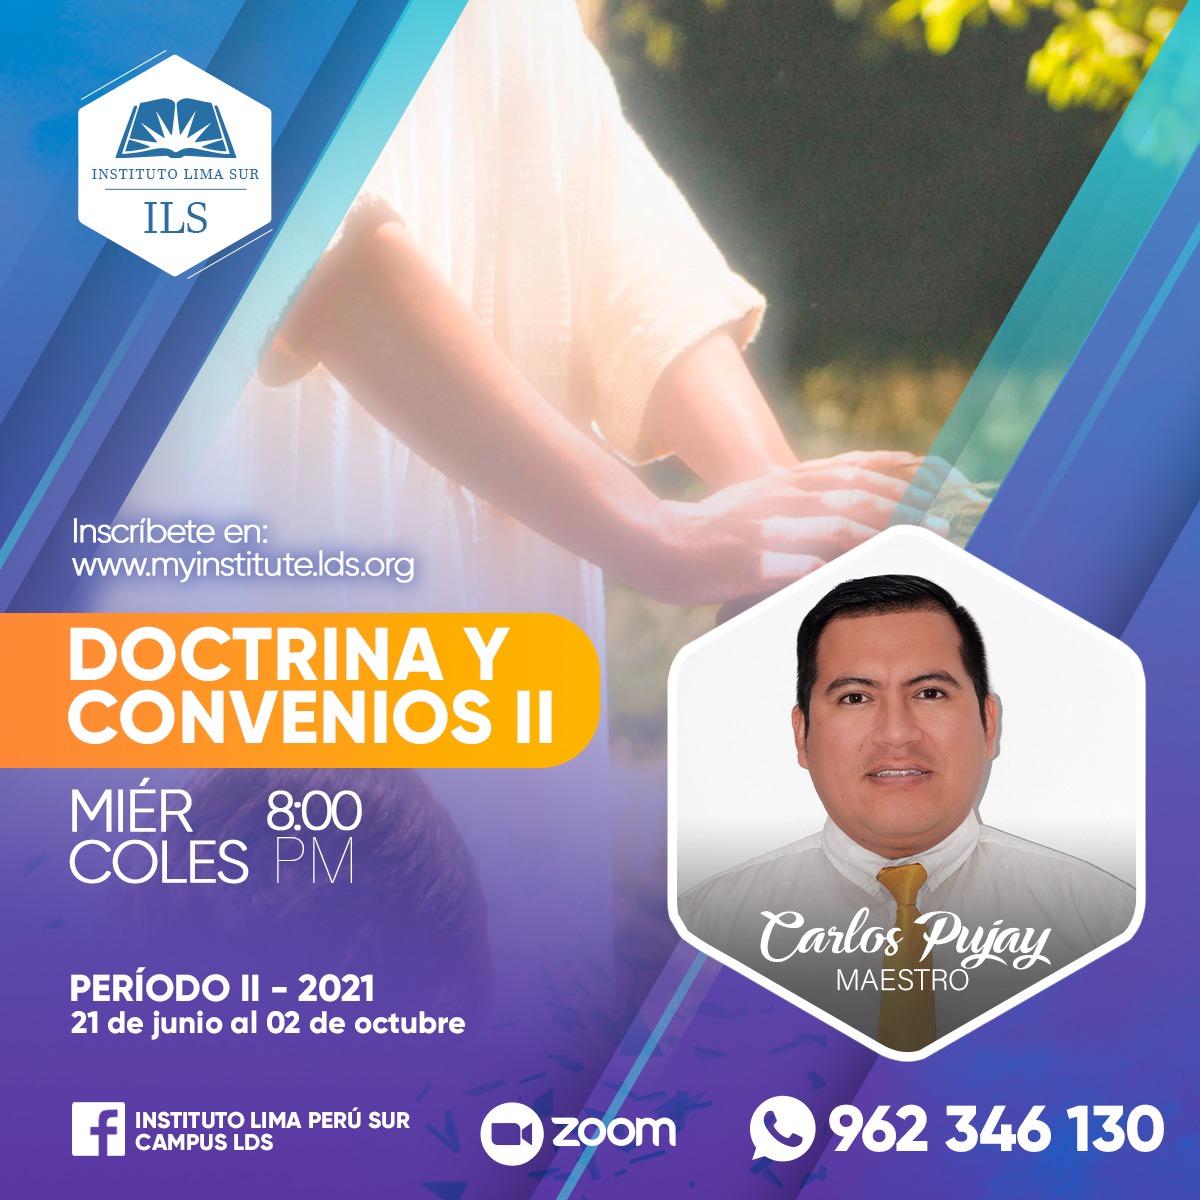 INSTITUTO LIMA SUR
ILS
Inscríbete en:
www.myinstitute.lds.org
DOCTRINA Y
CONVENIOS II
MIÉR
COLES
8:00
PM
PERÍODO II - 2021
21 de junio al 02 de octubre
Carlos Pujay
MAESTRO
INSTITUTO LIMA PERÚ SUR
CAMPUS LDS
zoom
962 346 130